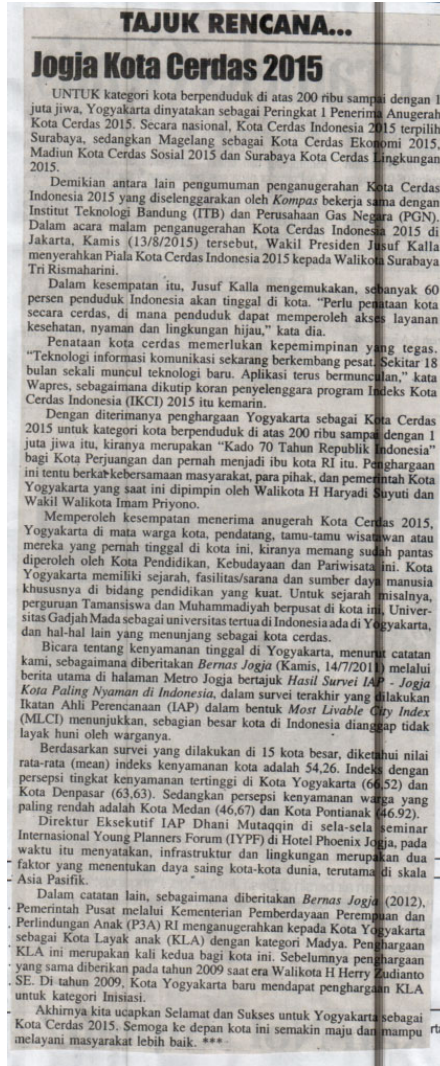 TAJUK RENCANA...
Jogja Kota Cerdas 2015
UNTUK kategori kota berpenduduk di atas 200 ribu sampai dengan 1
juta jiwa, Yogyakarta dinyatakan sebagai Peringkat 1 Penerima Anugerah
Kota Cerdas 2015. Secara nasional, Kota Cerdas Indonesia 2015 terpilih
Surabaya, sedangkan Magelang sebagai Kota Cerdas Ekonomi 2015,
Madiun Kota Cerdas Sosial 2015 dan Surabaya Kota Cerdas Lingkungan
2015.
Demikian antara lain pengumuman penganugerahan Kota Cerdas
Indonesia 2015 yang diselenggarakan oleh Kompas bekerja sama dengan
Institut Teknologi Bandung (ITB) dan Perusahaan Gas Negara (PGN).
Dalam acara malam penganugerahan Kota Cerdas Indonesia 2015 di
Jakarta, Kamis (13/8/2015) tersebut, Wakil Presiden Jusuf Kalla
menyerahkan Piala Kota Cerdas Indonesia 2015 kepada Walikota Surabaya
Tri Rismaharini.
Dalam kesempatan itu, Jusuf Kalla mengemukakan, sebanyak 60
persen penduduk Indonesia akan tinggal di kota. “Perlu penataan kota
secara cerdas, di mana penduduk dapat memperoleh akses layanan
kesehatan, nyaman dan lingkungan hijau,” kata dia.
Penataan kota cerdas memerlukan kepemimpinan yang tegas.
“Teknologi informasi komunikasi sekarang berkembang pesat. Sekitar 18
bulan sekali muncul teknologi baru. Aplikasi terus bermunculan,” kata
Wapres, sebagaimana dikutip koran penyelenggara program Indeks Kota
Cerdas Indonesia (IKCI) 2015 itu kemarin.
Dengan diterimanya penghargaan Yogyakarta sebagai Kota Cerdas
2015 untuk kategori kota berpenduduk di atas 200 ribu sampai dengan 1
juta jiwa itu, kiranya merupakan “Kado 70 Tahun Republik Indonesia”
bagi Kota Perjuangan dan pernah menjadi ibu kota RI itu. Penghargaan
ini tentu berkat kebersamaan masyarakat, para pihak, dan pemerintah Kota
Yogyakarta yang saat ini dipimpin oleh Walikota H Haryadi Suyuti dan
Wakil Walikota Imam Priyono.
Memperoleh kesempatan menerima anugerah Kota Cerdas 2015,
Yogyakarta di mata warga kota, pendatang, tamu-tamu wisatawan atau
mereka yang pernah tinggal di kota ini, kiranya memang sudah pantas
diperoleh oleh Kota Pendidikan, Kebudayaan dan Pariwisata ini. Kota
Yogyakarta memiliki sejarah, fasilitas/sarana dan sumber daya manusia
khususnya di bidang pendidikan yang kuat. Untuk sejarah misalnya,
perguruan Tamansiswa dan Muhammadiyah berpusat di kota ini, Univer-
sitas Gadjah Mada sebagai universitas tertua di Indonesia ada di Yogyakarta,
dan hal-hal lain yang menunjang sebagai kota cerdas.
Bicara tentang kenyamanan tinggal di Yogyakarta, menurut catatan
kami, sebagaimana diberitakan Bernas Jogja (Kamis, 14/7/2011) melalui
berita utama di halaman Metro Jogja bertajuk Hasil Survei IAP - Jogja
Kota Paling Nyaman di Indonesia, dalam survei terakhir yang dilakukan
Ikatan Ahli Perencanaan (IAP) dalam bentuk Most Livable City Index
(MLCI) menunjukkan, sebagian besar kota di Indonesia dianggap tidak
layak huni oleh warganya.
Berdasarkan survei yang dilakukan di 15 kota besar, diketahui nilai
rata-rata (mean) indeks kenyamanan kota adalah 54,26. Indeks dengan
persepsi tingkat kenyamanan tertinggi di Kota Yogyakarta (66,52) dan
Kota Denpasar (63,63). Sedangkan persepsi kenyamanan warga yang
paling rendah adalah Kota Medan (46,67) dan Kota Pontianak (46.92).
Direktur Eksekutif IAP Dhani Mutaqqin di sela-sela seminar
Internasional Young Planners Forum (IYPF) di Hotel Phoenix Jogja, pada
waktu itu menyatakan, infrastruktur dan lingkungan merupakan dua
faktor yang menentukan daya saing kota-kota dunia, terutama di skala
Asia Pasifik.
Dalam catatan lain, sebagaimana diberitakan Bernas Jogja (2012),
Pemerintah Pusat melalui Kementerian Pemberdayaan Perempuan dan
Perlindungan Anak (P3A) RI menganugerahkan kepada Kota Yogyakarta
sebagai Kota Layak anak (KLA) dengan kategori Madya. Penghargaan
KLA ini merupakan kali kedua bagi kota ini. Sebelumnya penghargaan
yang sama diberikan pada tahun 2009 saat era Walikota H Herry Zudianto
SE. Di tahun 2009, Kota Yogyakarta baru mendapat penghargaan KLA
untuk kategori Inisiasi.
Akhirnya kita ucapkan Selamat dan Sukses untuk Yogyakarta sebagai
Kota Cerdas 2015. Semoga ke depan kota ini semakin maju dan mampu
melayani masyarakat lebih baik. ***